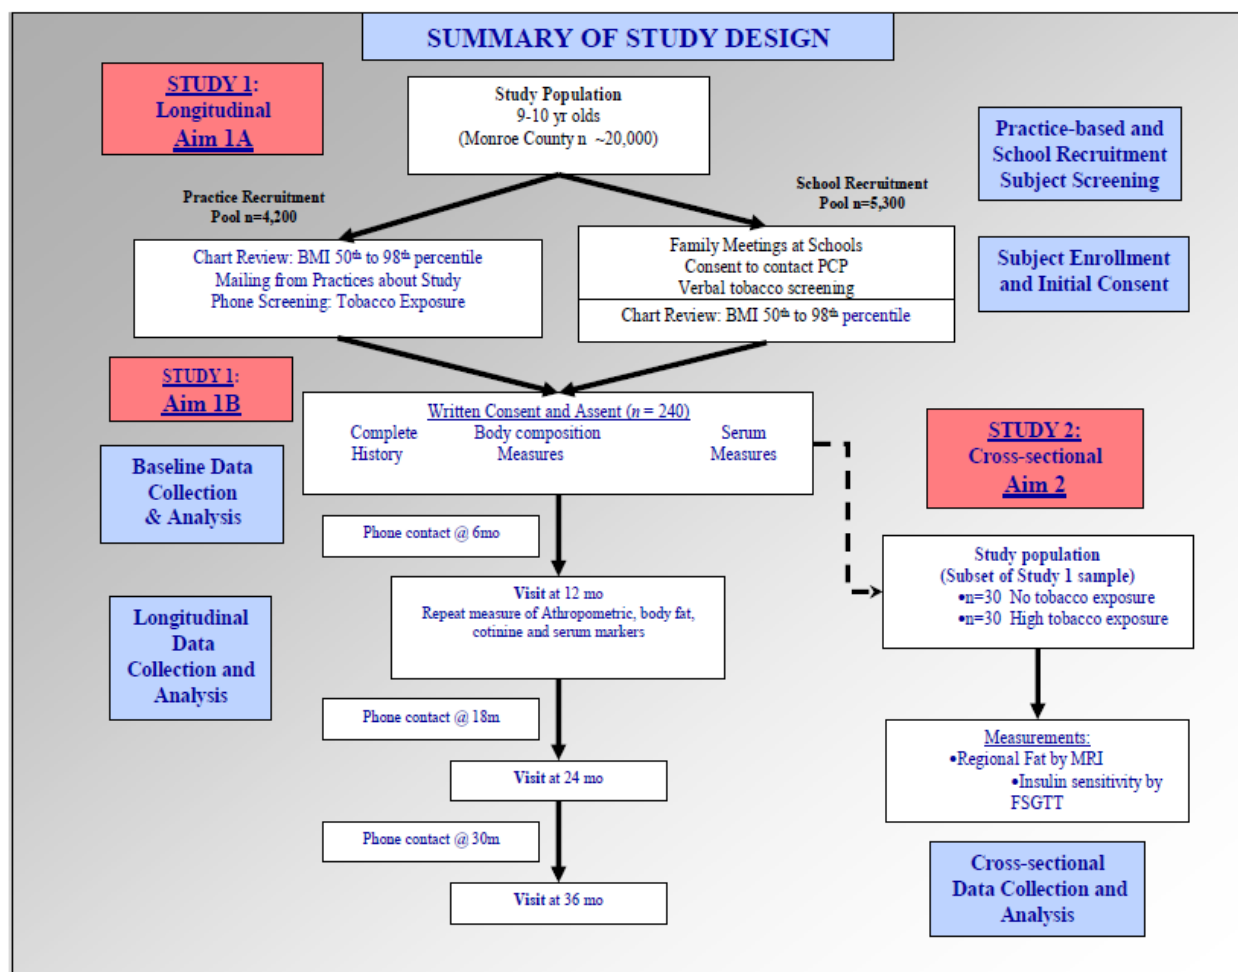 SUMMARY OF STUDY DESIGN
STUDY 1:
Longitudinal
Aim 1A
Study Population
9-10 yr olds
(Monroe County n ~20,000)
Practice-based and
School Recruitment
Subject Screening
Practice Recruitment
Pool n=4,200
School Recruitment
Pool n=5,300
Chart Review: BMI 50th to 98th percentile
Mailing from Practices about Study
Phone Screening: Tobacco Exposure
Family Meetings at Schools
Consent to contact PCP
Verbal tobacco screening
Chart Review: BMI 50th to 98th percentile
Subject Enrollment
and Initial Consent
STUDY 1:
Aim 1B
Written Consent and Assent (n = 240)
Complete Body composition Serum
History Measures Measures
STUDY 2:
Cross-sectional
Aim 2
Baseline Data
Collection
& Analysis
Phone contact @ 6mo
Study population
(Subset of Study 1 sample)
•n=30 No tobacco exposure
•n=30 High tobacco exposure
Visit at 12 mo
Repeat measure of Athropometric, body fat,
cotinine and serum markers
Longitudinal
Data
Collection and
Analysis
Phone contact @ 18m
Measurements:
•Regional Fat by MRI
•Insulin sensitivity by
FSGTT
Visit at 24 mo
Phone contact @ 30m
Visit at 36 mo
Cross-sectional
Data Collection and
Analysis